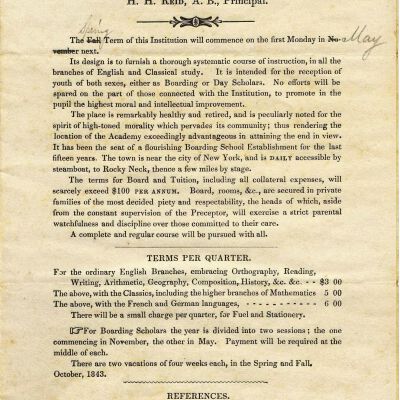 H. H. REID, A. B., Principal.
Spring
The Fall Term of this Institution will commence on the first Monday in No-
vember next. May
Its design is to furnish a thorough systematic course of instruction, in all the
branches of English and Classical study. It is intended for the reception of
youth of both sexes, either as Boarding or Day Scholars. No efforts will be
spared on the part of those connected with the Institution, to promote in the
pupil the highest moral and intellectual improvement.
The place is remarkably healthy and retired, and is peculiarly noted for the
spirit of high-toned morality which pervades its community; thus rendering the
location of the Academy exceedingly advantageous in attaining the end in view.
It has been the seat of a flourishing Boarding School Establishment for the last
fifteen years. The town is near the city of New York, and is DAILY accessible by
steamboat, to Rocky Neck, thence a few miles by stage.
The terms for Board and Tuition, including all collateral expenses, will
scarcely exceed $100 PER ANNUM. Board, rooms, &c., are secured in private
families of the most decided piety and respectability, the heads of which, aside
from the constant supervision of the Preceptor, will exercise a strict parental
watchfulness and discipline over those committed to their care.
A complete and regular course will be pursued with all.
TERMS PER QUARTER.
For the ordinary English Branches, embracing Orthography, Reading,
Writing, Arithmetic, Geography, Composition, History, &c. &c. - - $3 00
The above, with the Classics, including the higher branches of Mathematics 5 00
The above, with the French and German languages, - - - - - - - - - - - 6 00
There will be a small charge per quarter, for Fuel and Stationery.
☞For Boarding Scholars the year is divided into two sessions; the one
commencing in November, the other in May. Payment will be required at the
middle of each.
There are two vacations of four weeks each, in the Spring and Fall.
October, 1843.
REFERENCES.